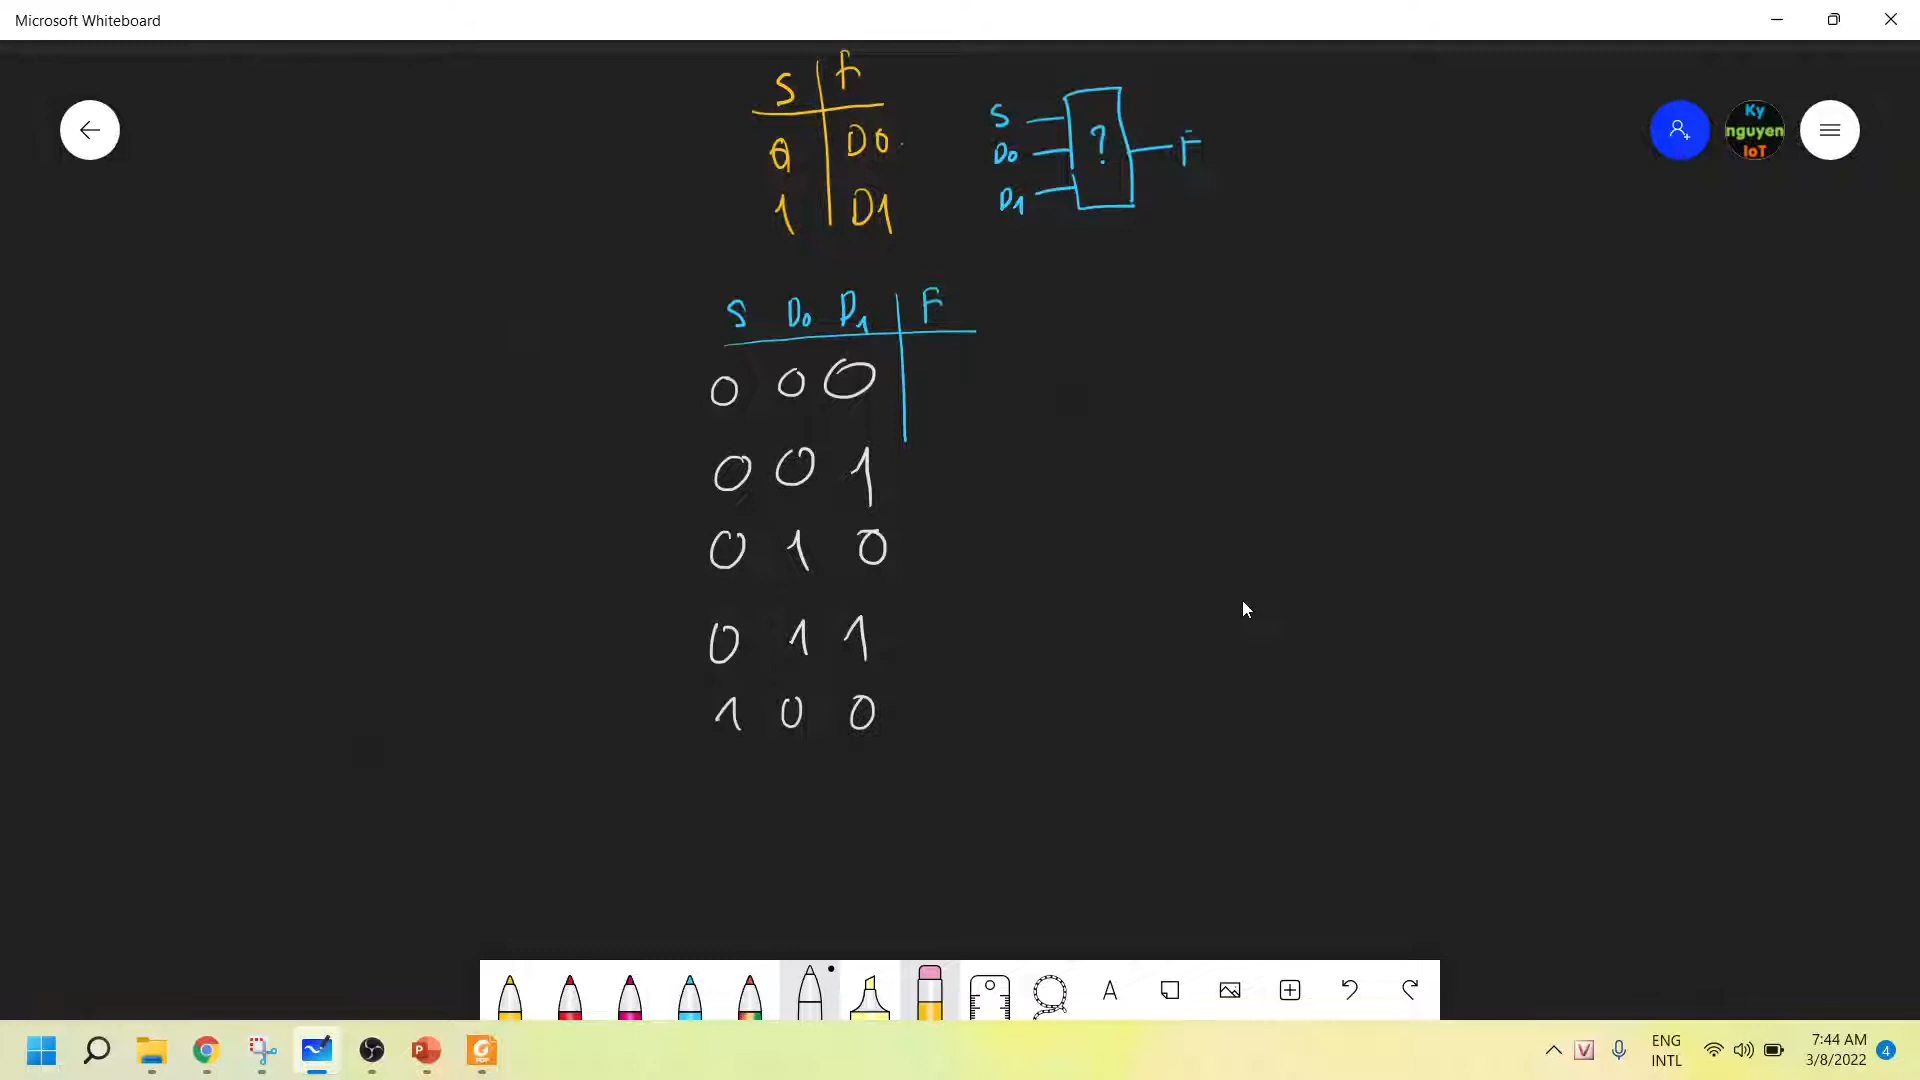 Microsoft Whiteboard
S F
0 D0
1 D1
S
D0
D1
?
F
Ky
nguyen
IoT
S D0 D1 F
0 0 0
0 0 1
0 1 0
0 1 1
1 0 0
A
PDF
V
ENG
INTL
7:44 AM
3/8/2022
4